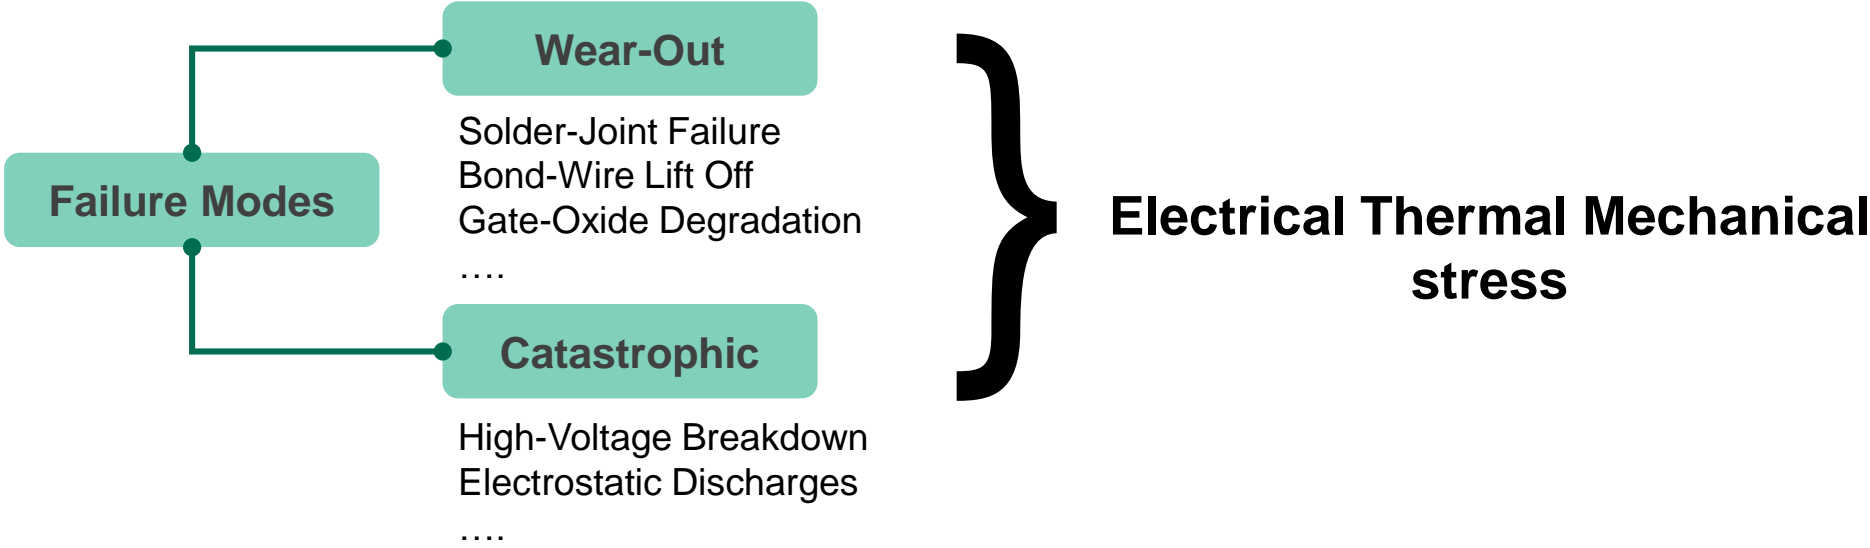 Wear-Out
Solder-Joint Failure
Bond-Wire Lift Off
Gate-Oxide Degradation
....
Failure Modes
Catastrophic
High-Voltage Breakdown
Electrostatic Discharges
....
}
Electrical Thermal Mechanical
stress